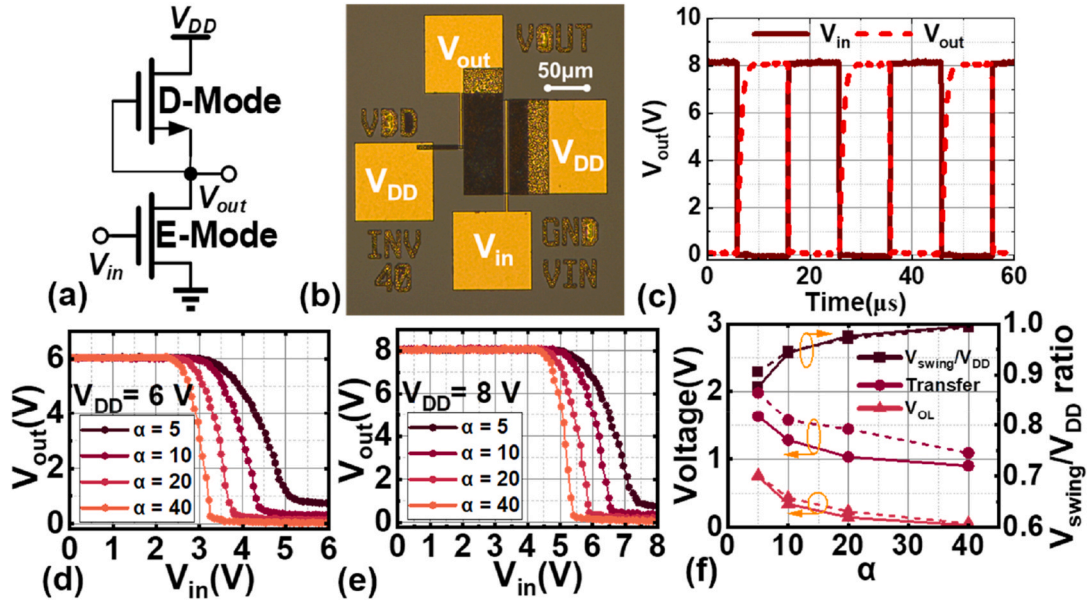 V_DD
D-Mode
V_out
E-Mode
V_in
(a)
V_out
VOUT
50μm
VDD
V_DD
V_DD
INV
40
V_in
GND
VIN
(b)
V_in V_out
10
8
6
4
2
0
V_out(V)
0 20 40 60
Time(μs)
(c)
8
6
4
2
0
V_out(V)
V_DD = 6 V
α = 5
α = 10
α = 20
α = 40
0 1 2 3 4 5 6
V_in(V)
(d)
10
8
6
4
2
0
V_out(V)
V_DD = 8 V
α = 5
α = 10
α = 20
α = 40
0 1 2 3 4 5 6 7 8
V_in(V)
(e)
3
2
1
0
Voltage(V)
V_swing/V_DD
Transfer
V_OL
1.0
0.9
0.8
0.7
0.6
V_swing/V_DD ratio
0 10 20 30 40
α
(f)